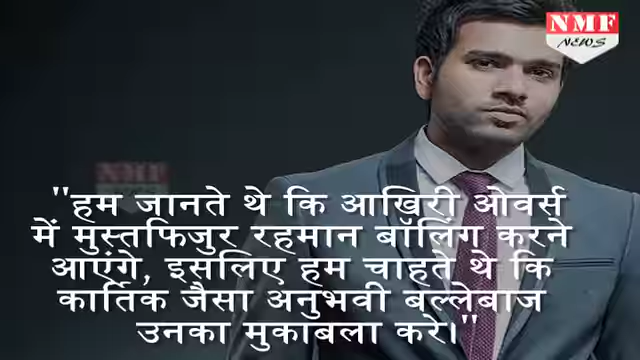 NMF
NEWS
NMF
"हम जानते थे कि आखिरी ओवर्स
में मुस्तफिजुर रहमान बॉलिंग करने
आएंगे, इसलिए हम चाहते थे कि
कार्तिक जैसा अनुभवी बल्लेबाज
उनका मुकाबला करे।"